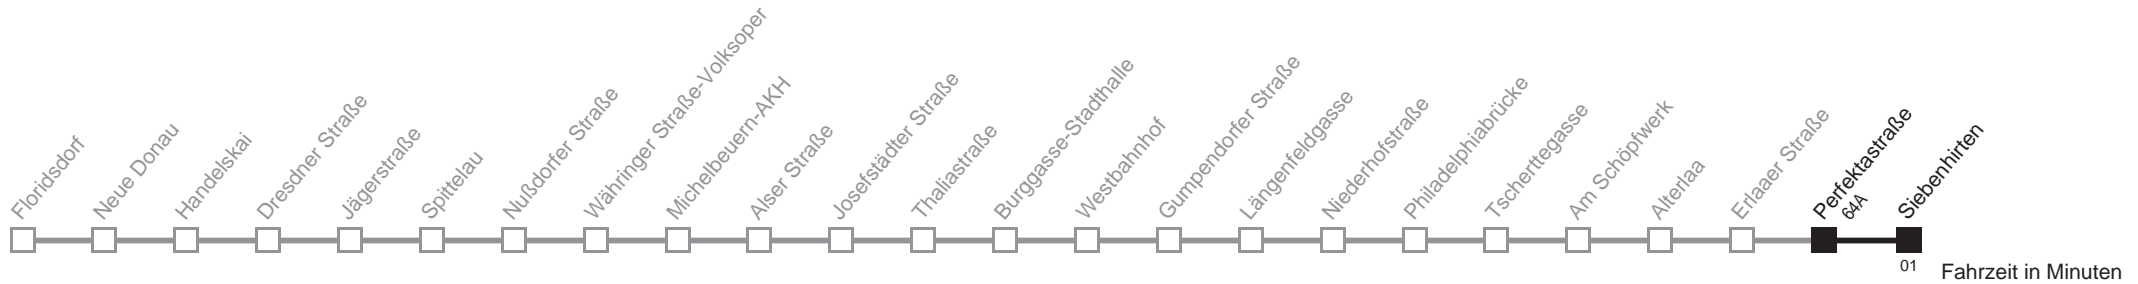 Floridsdorf
Neue Donau
Handelskai
Dresdner Straße
Jägerstraße
Spittelau
Nußdorfer Straße
Währinger Straße-Volksoper
Michelbeuern-AKH
Alser Straße
Josefstädter Straße
Thaliastraße
Burggasse-Stadthalle
Westbahnhof
Gumpendorfer Straße
Längenfeldgasse
Niederhofstraße
Philadelphiabrücke
Tscherttegasse
Am Schöpfwerk
Alterlaa
Erlaaer Straße
Perfektastraße
64A
Siebenhirten
01
Fahrzeit in Minuten